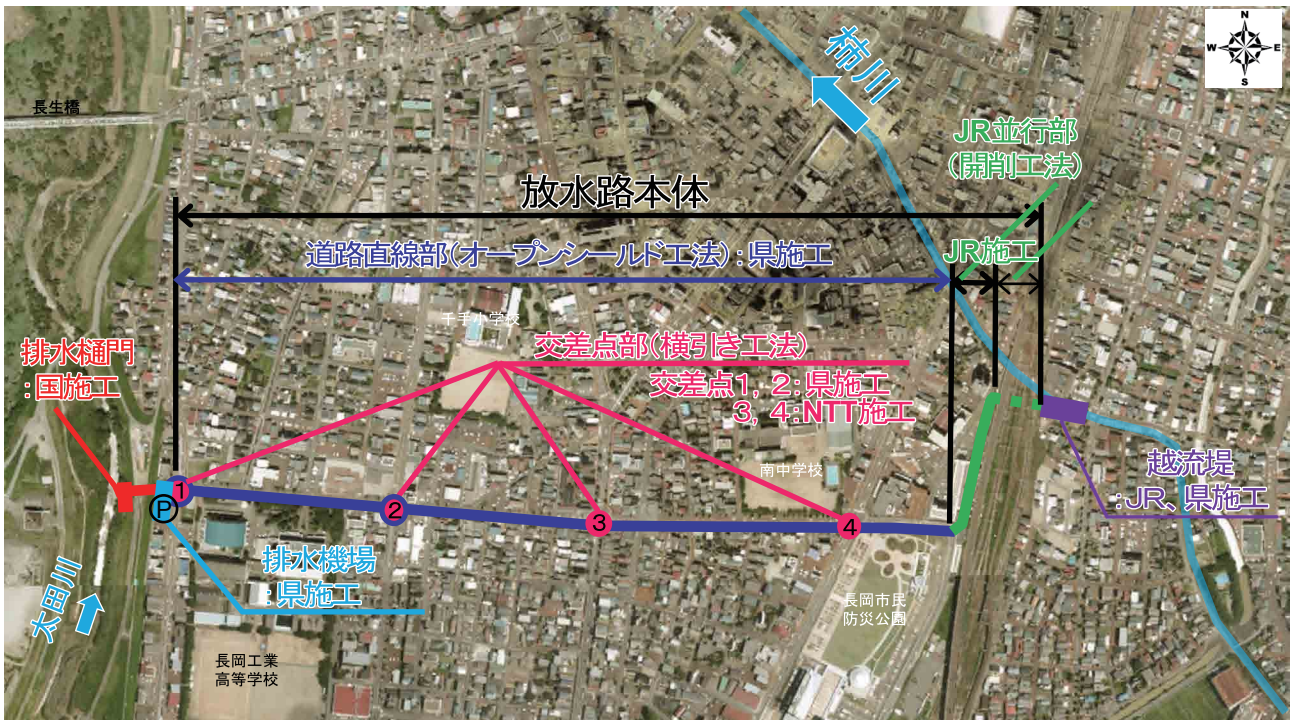 N
W
E
S
長生橋
柿川
JR並行部
(開削工法)
放水路本体
道路直線部(オープンシールド工法):県施工
JR施工
千手小学校
交差点部(横引き工法)
交差点1, 2:県施工
3, 4:NTT施工
排水樋門
:国施工
南中学校
越流堤
:JR、県施工
1
2
3
4
P
排水機場
:県施工
太田川
長岡市民
防災公園
長岡工業
高等学校